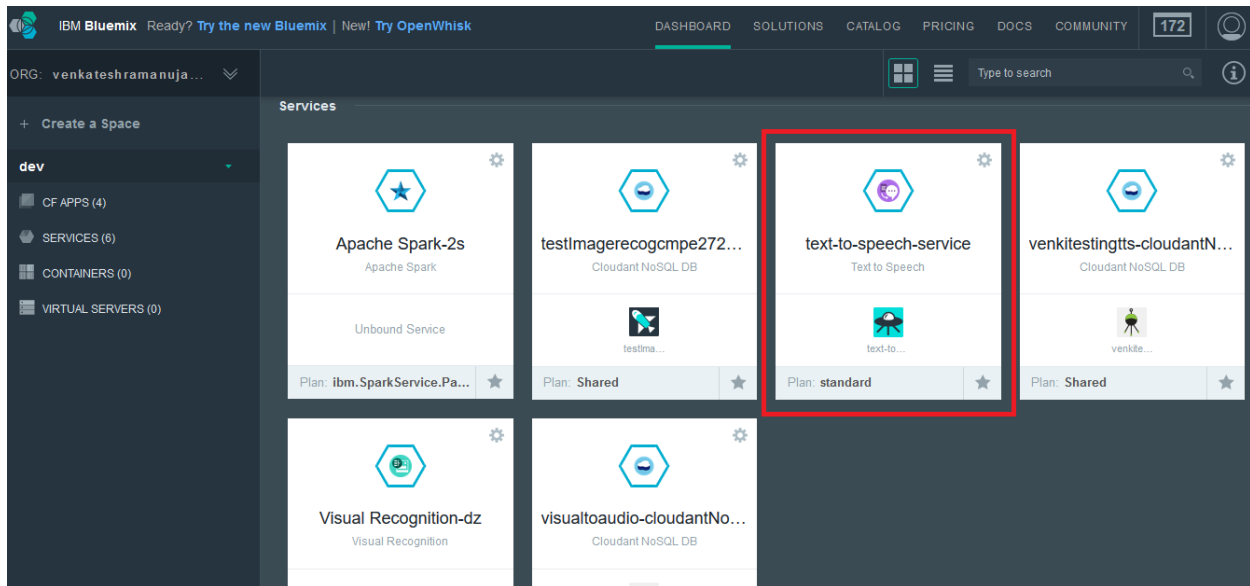 IBM Bluemix Ready? Try the new Bluemix | New! Try OpenWhisk
DASHBOARD SOLUTIONS CATALOG PRICING DOCS COMMUNITY 172
ORG: venkateshramanuja...
Type to search
+ Create a Space
dev
CF APPS (4)
SERVICES (6)
CONTAINERS (0)
VIRTUAL SERVERS (0)
Services
Apache Spark-2s
Apache Spark
Unbound Service
Plan: ibm.SparkService.Pa...
testImagerecogcmpe272...
Cloudant NoSQL DB
testIma...
Plan: Shared
text-to-speech-service
Text to Speech
text-to...
Plan: standard
venkitestingtts-cloudantN...
Cloudant NoSQL DB
venkite...
Plan: Shared
Visual Recognition-dz
Visual Recognition
visualtoaudio-cloudantNo...
Cloudant NoSQL DB